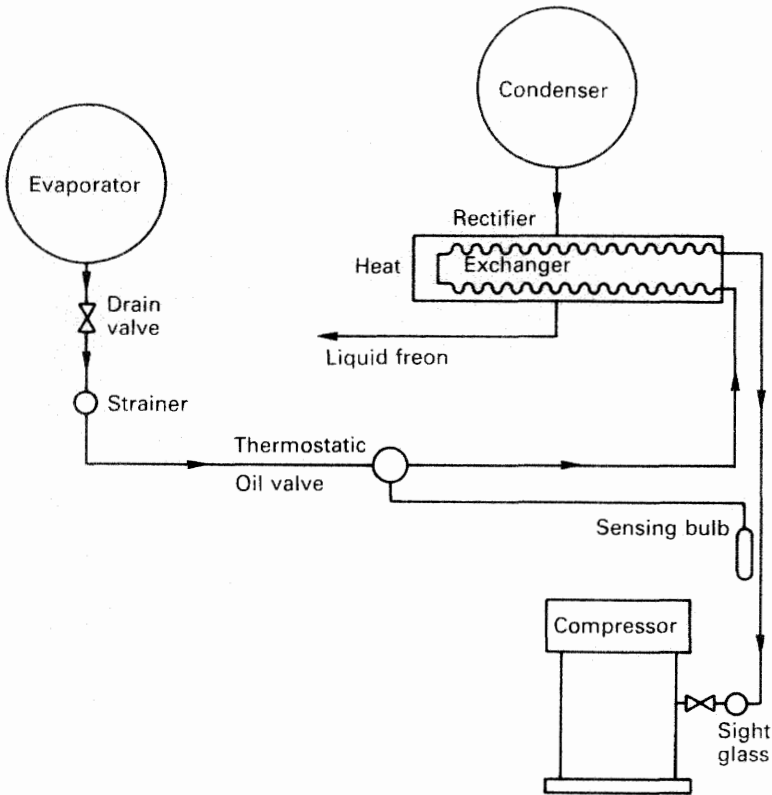 Condenser
Evaporator
Rectifier
Heat
Exchanger
Drain
valve
Liquid freon
Strainer
Thermostatic
Oil valve
Sensing bulb
Compressor
Sight
glass